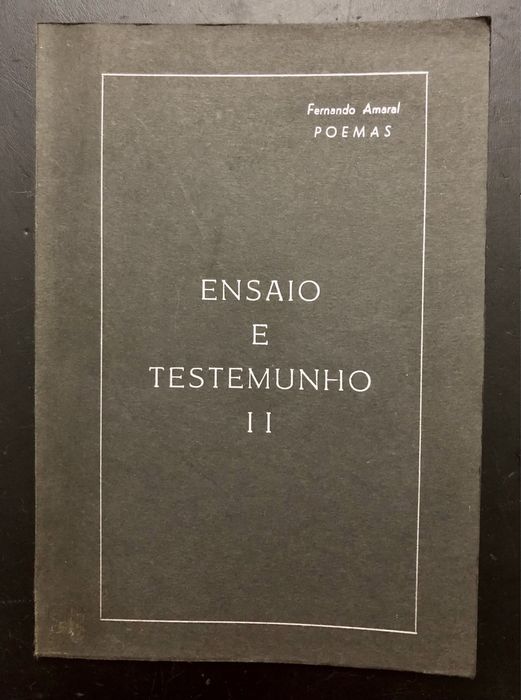 Fernando Amaral
POEMAS
ENSAIO
E
TESTEMUNHO
II